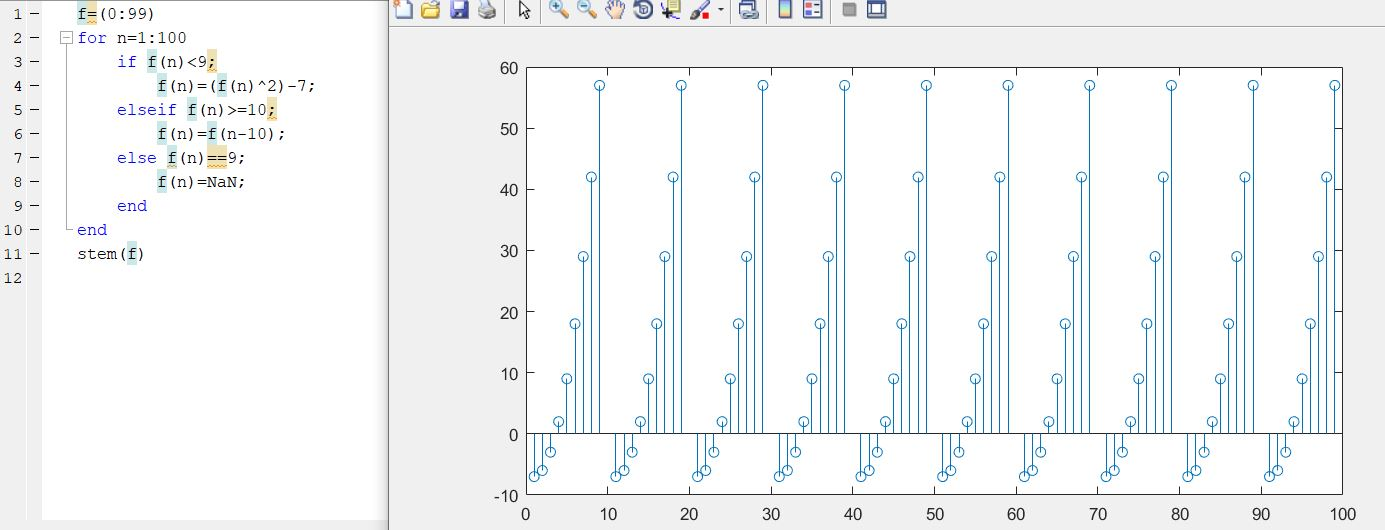 1 — f=(0:99)
2 — for n=1:100
3 — if f(n)<9;
4 — f(n)=(f(n)^2)-7;
5 — elseif f(n)>=10;
6 — f(n)=f(n-10);
7 — else f(n)==9;
8 — f(n)=NaN;
9 — end
10 — end
11 — stem(f)
12
60
50
40
30
20
10
0
-10
0 10 20 30 40 50 60 70 80 90 100